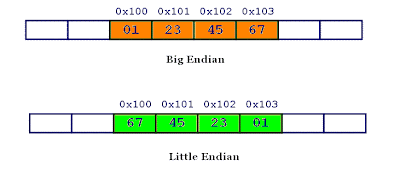 0x100 0x101 0x102 0x103
01 23 45 67
Big Endian
0x100 0x101 0x102 0x103
67 45 23 01
Little Endian